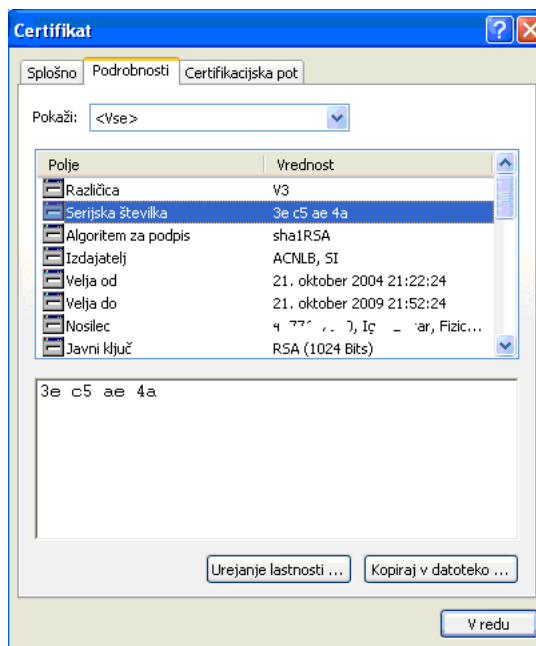 Certifikat
Splošno Podrobnosti Certifikacijska pot
Pokaži: <Vse>
Polje Vrednost
Različica V3
Serijska številka 3e c5 ae 4a
Algoritem za podpis sha1RSA
Izdajatelj ACNLB, SI
Velja od 21. oktober 2004 21:22:24
Velja do 21. oktober 2009 21:52:24
Nosilec Fizic...
Javni ključ RSA (1024 Bits)
3e c5 ae 4a
Urejanje lastnosti ... Kopiraj v datoteko ...
V redu